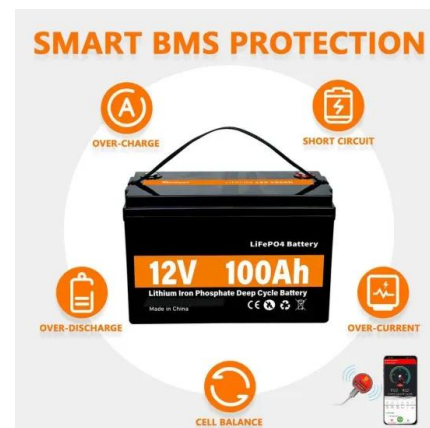 SMART BMS PROTECTION
A
OVER-CHARGE
SHORT CIRCUIT
LiFePO4 Battery
12V 100Ah
Lithium Iron Phosphate Deep Cycle Battery
Made in China
CE
OVER-DISCHARGE
OVER-CURRENT
CELL BALANCE